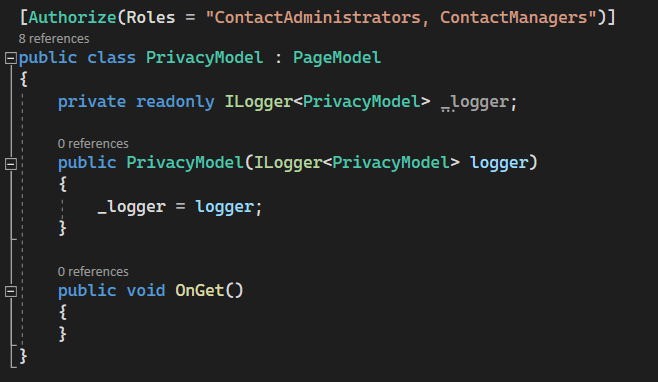 [Authorize(Roles = "ContactAdministrators, ContactManagers")]
8 references
public class PrivacyModel : PageModel
{
private readonly ILogger<PrivacyModel> _logger;
0 references
public PrivacyModel(ILogger<PrivacyModel> logger)
{
_logger = logger;
}
0 references
public void OnGet()
{
}
}